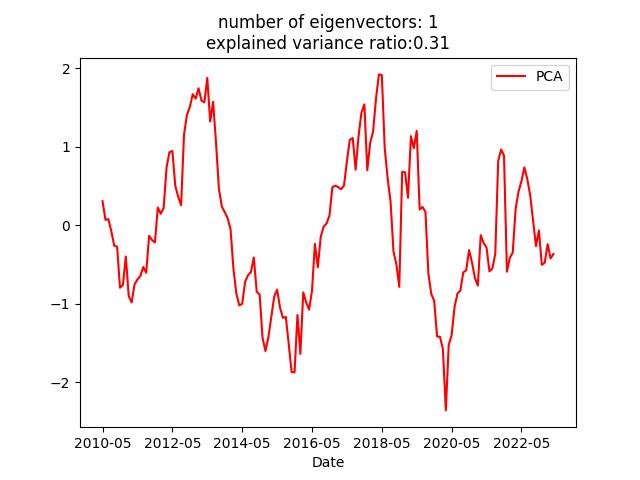 number of eigenvectors: 1
explained variance ratio:0.31
PCA
2
1
0
−1
−2
2010-05 2012-05 2014-05 2016-05 2018-05 2020-05 2022-05
Date